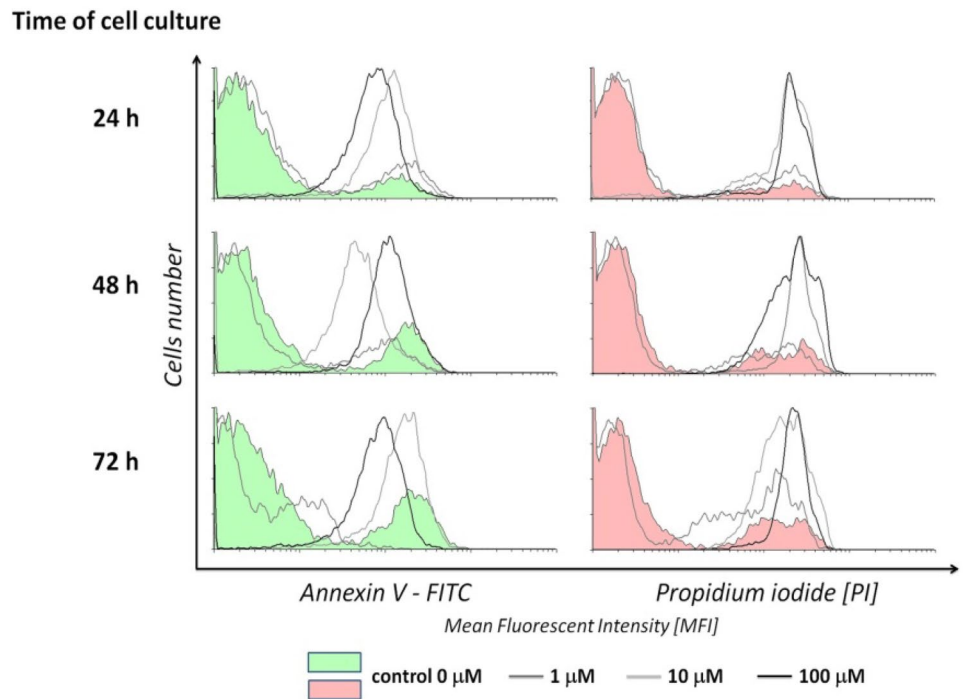 Time of cell culture
24 h
48 h
72 h
Cells number
Annexin V - FITC
Propidium iodide [PI]
Mean Fluorescent Intensity [MFI]
control 0 µM
1 µM
10 µM
100 µM